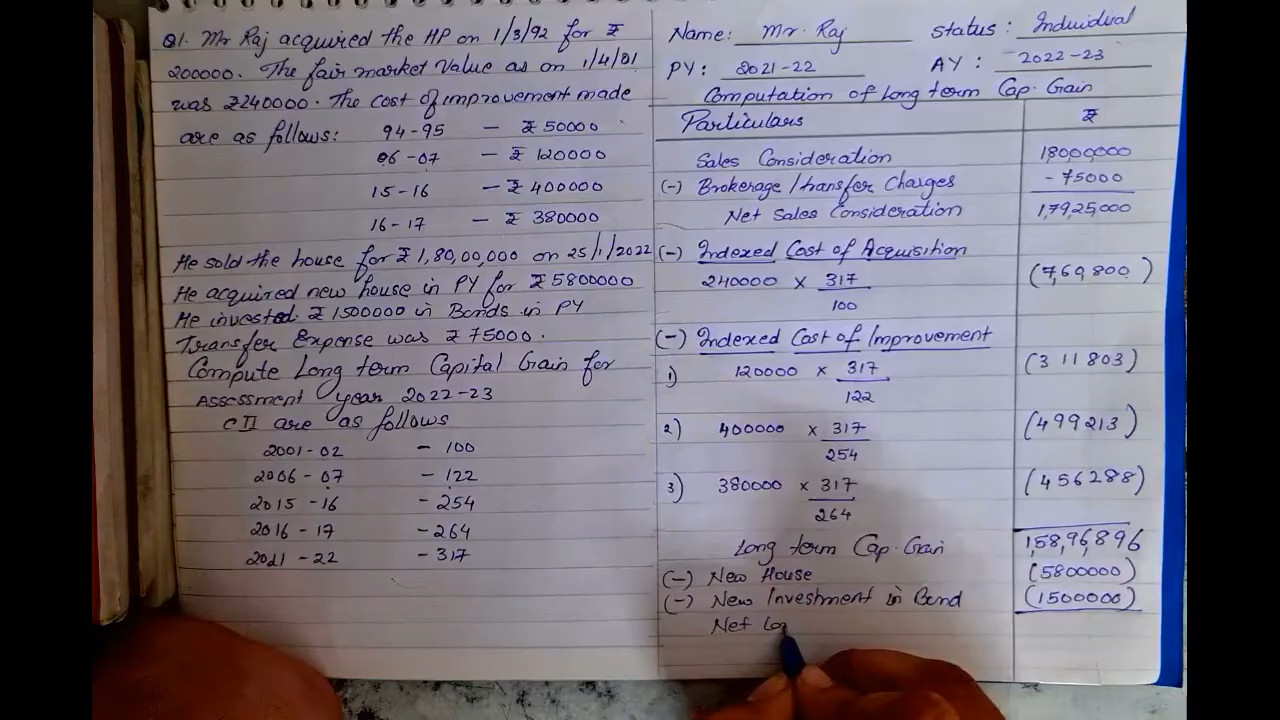 Q1. Mr Raj acquired the HP on 1/3/92 for ₹
200000. The fair market value as on 1/4/01
was ₹240000. The cost of improvement made
are as follows: 94-95 - ₹ 50000
06-07 - ₹ 120000
15-16 - ₹ 400000
16-17 - ₹ 380000
He sold the house for ₹ 1,80,00,000 on 25/1/2022
He acquired new house in PY for ₹ 5800000
He invested ₹ 1500000 in Bonds in PY
Transfer Expense was ₹ 75000.
Compute Long term Capital Gain for
Assessment year 2022-23
CII are as follows
2001-02 - 100
2006-07 - 122
2015-16 - 254
2016-17 - 264
2021-22 - 317
Name: Mr. Raj Status: Individual
PY: 2021-22 AY: 2022-23
Computation of Long term Cap. Gain
Particulars ₹
Sales Consideration 18000000
(-) Brokerage / transfer Charges - 75000
Net Sales Consideration 1,79,25,000
(-) Indexed Cost of Acquisition
240000 x 317 (7,60,800)
100
(-) Indexed Cost of Improvement
1) 120000 x 317 (311803)
122
2) 400000 x 317 (499213)
254
3) 380000 x 317 (456288)
264
Long term Cap. Gain 1,58,96,896
(-) New House (5800000)
(-) New Investment in Bond (1500000)
Net Lo